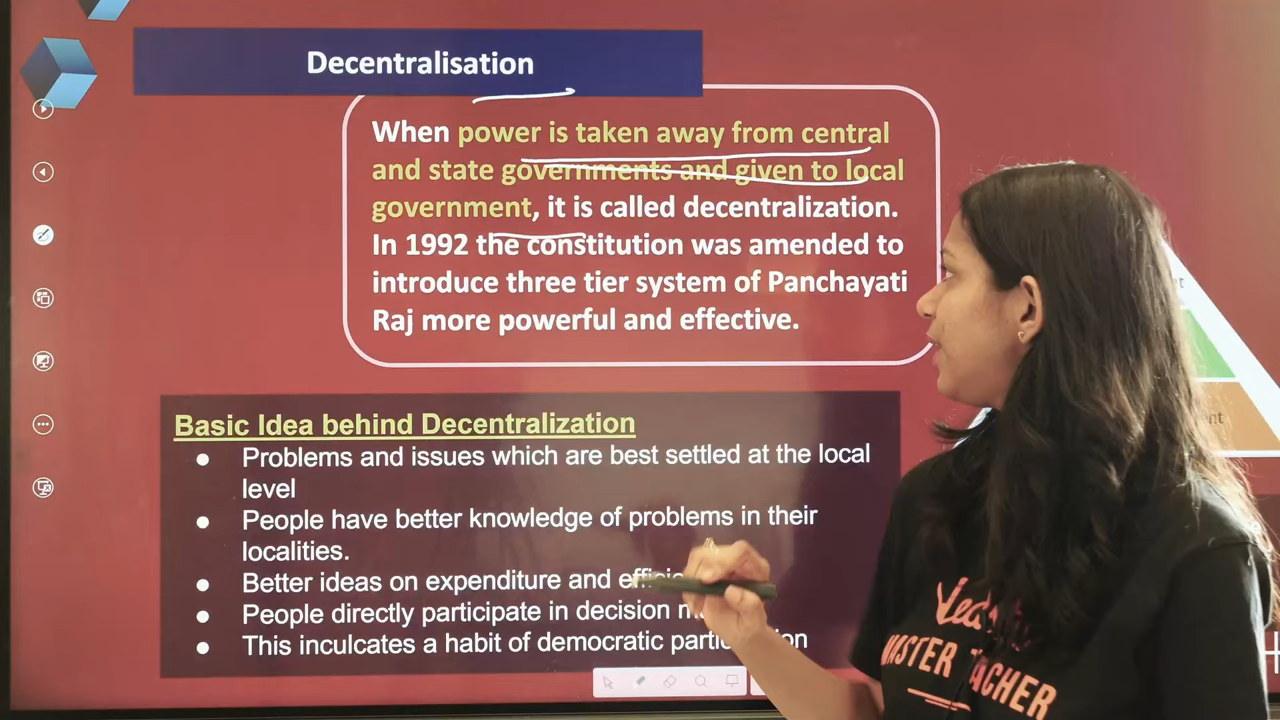 Decentralisation
When power is taken away from central
and state governments and given to local
government, it is called decentralization.
In 1992 the constitution was amended to
introduce three tier system of Panchayati
Raj more powerful and effective.
Basic Idea behind Decentralization
● Problems and issues which are best settled at the local
level
● People have better knowledge of problems in their
localities.
● Better ideas on expenditure and
● People directly participate in decision
● This inculcates a habit of democratic
MASTER TEACHER